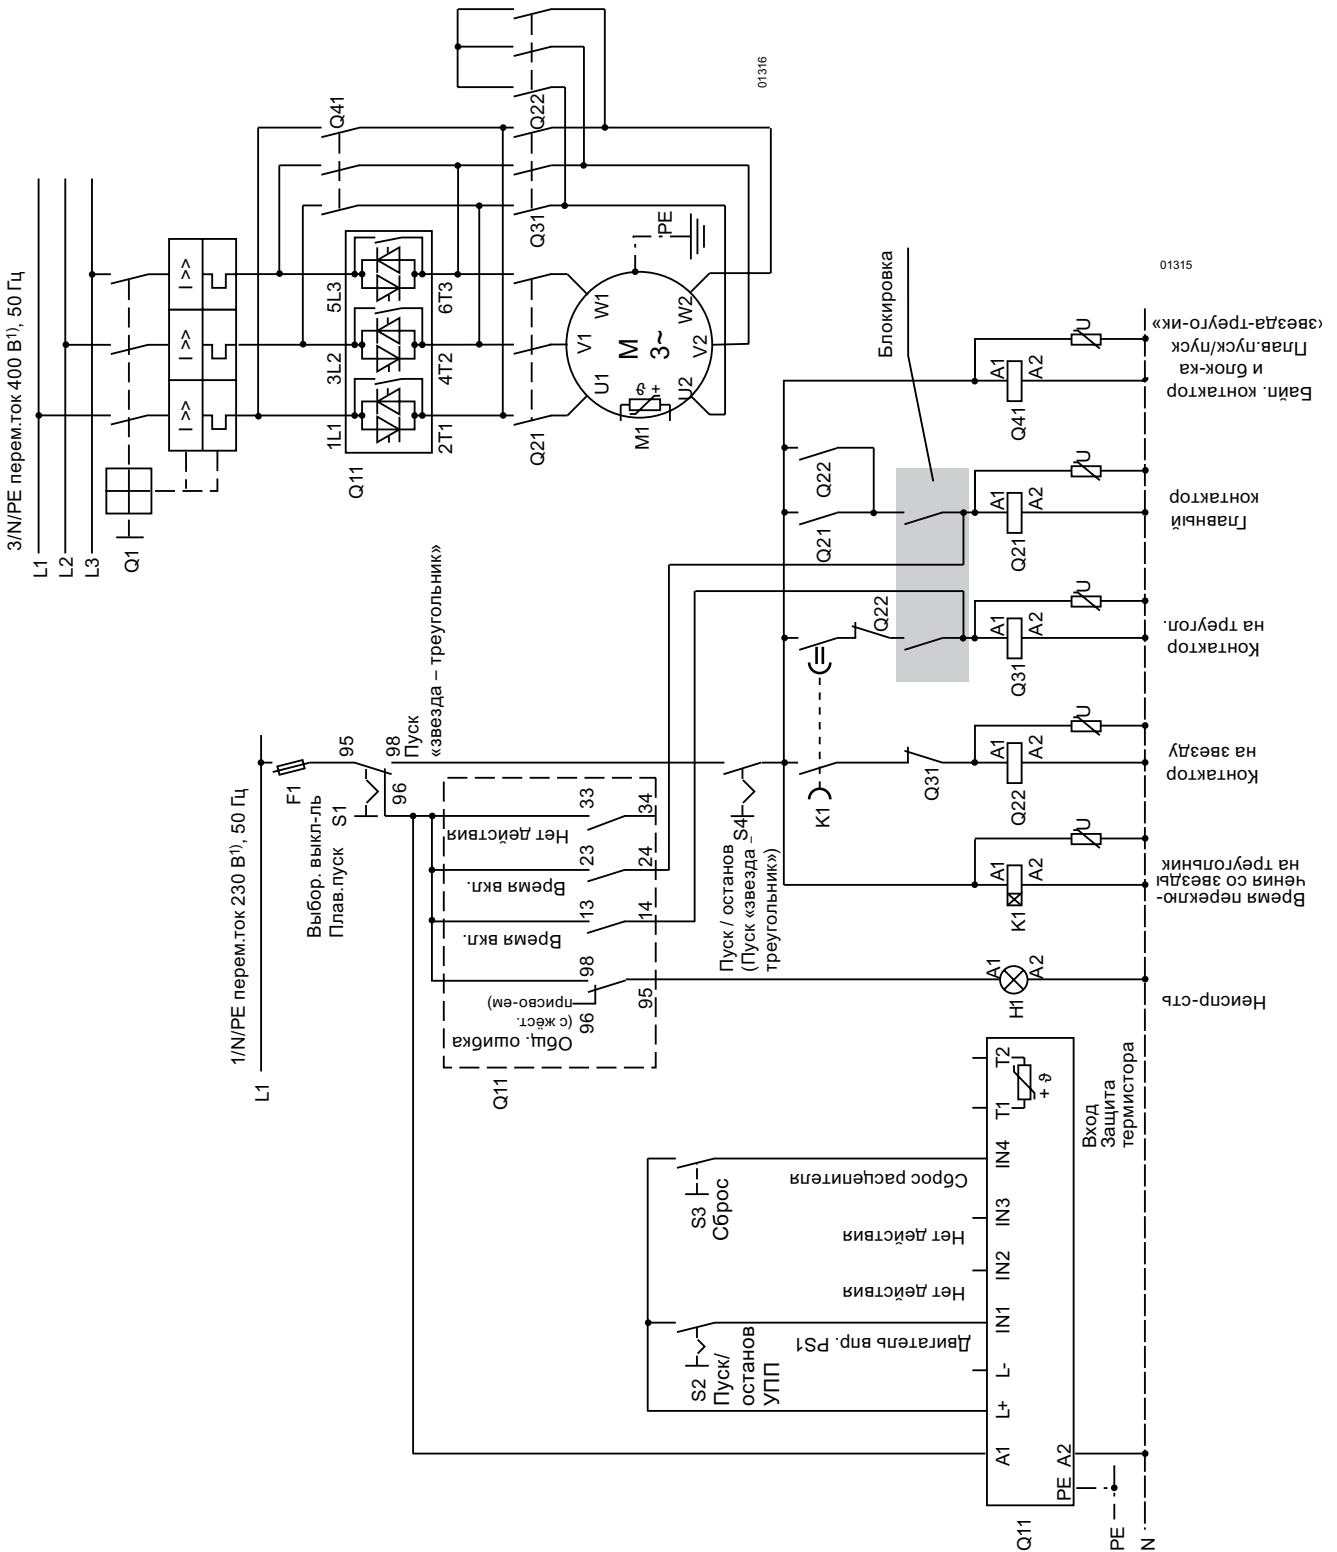 3/N/PE перем.ток 400 В¹⁾, 50 Гц
L1
L2
L3
Q1
I >>
I >>
I >>
Q41
Q22
01316
1L1
3L2
5L3
Q11
2T1
4T2
6T3
Q21
Q31
U1
V1
W1
M
3~
PE
M1
+ϑ
U2
V2
W2
1/N/PE перем.ток 230 В¹⁾, 50 Гц
L1
F1
Выбор. выкл-ль
Плав.пуск
S1
95
96
98
Пуск
«звезда – треугольник»
Q11
Общ. ошибка
(с жёст.
присво-ем)
96
98
95
Время вкл.
13
14
Время вкл.
23
24
Нет действия
33
34
Пуск / останов
(Пуск «звезда -
треугольник»)
S4
K1
Q31
Q22
Q21
Q22
Блокировка
01315
S2
Пуск/
останов
УПП
S3
Сброс
Двигатель впр. PS1
Нет действия
Нет действия
Сброс расцепителя
A1
L+
L-
IN1
IN2
IN3
IN4
T1
T2
+ ϑ
PE
A2
Q11
Вход
Защита
термистора
PE
N
H1
A1
A2
Неиспр-сть
K1
A1
A2
U
Время переклю-
чения со звезды
на треугольник
Q22
A1
A2
U
Контактор
на звезду
Q31
A1
A2
U
Контактор
на треугол.
Q21
A1
A2
U
Главный
контактор
Q41
A1
A2
U
Байп. контактор
и блок-ка
Плав.пуск/пуск
«звезда-треуго-ик»